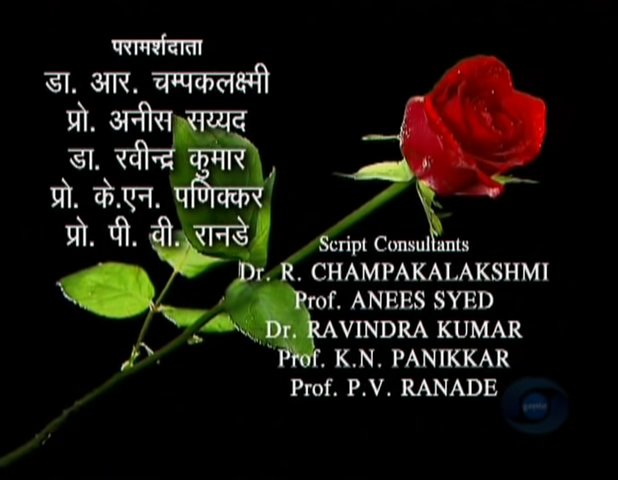 परामर्शदाता
डा. आर. चम्पकलक्ष्मी
प्रो. अनीस सय्यद
डा. रवीन्द्र कुमार
प्रो. के.एन. पणिक्कर
प्रो. पी. वी. रानडे
Script Consultants
Dr. R. CHAMPAKALAKSHMI
Prof. ANEES SYED
Dr. RAVINDRA KUMAR
Prof. K.N. PANIKKAR
Prof. P.V. RANADE